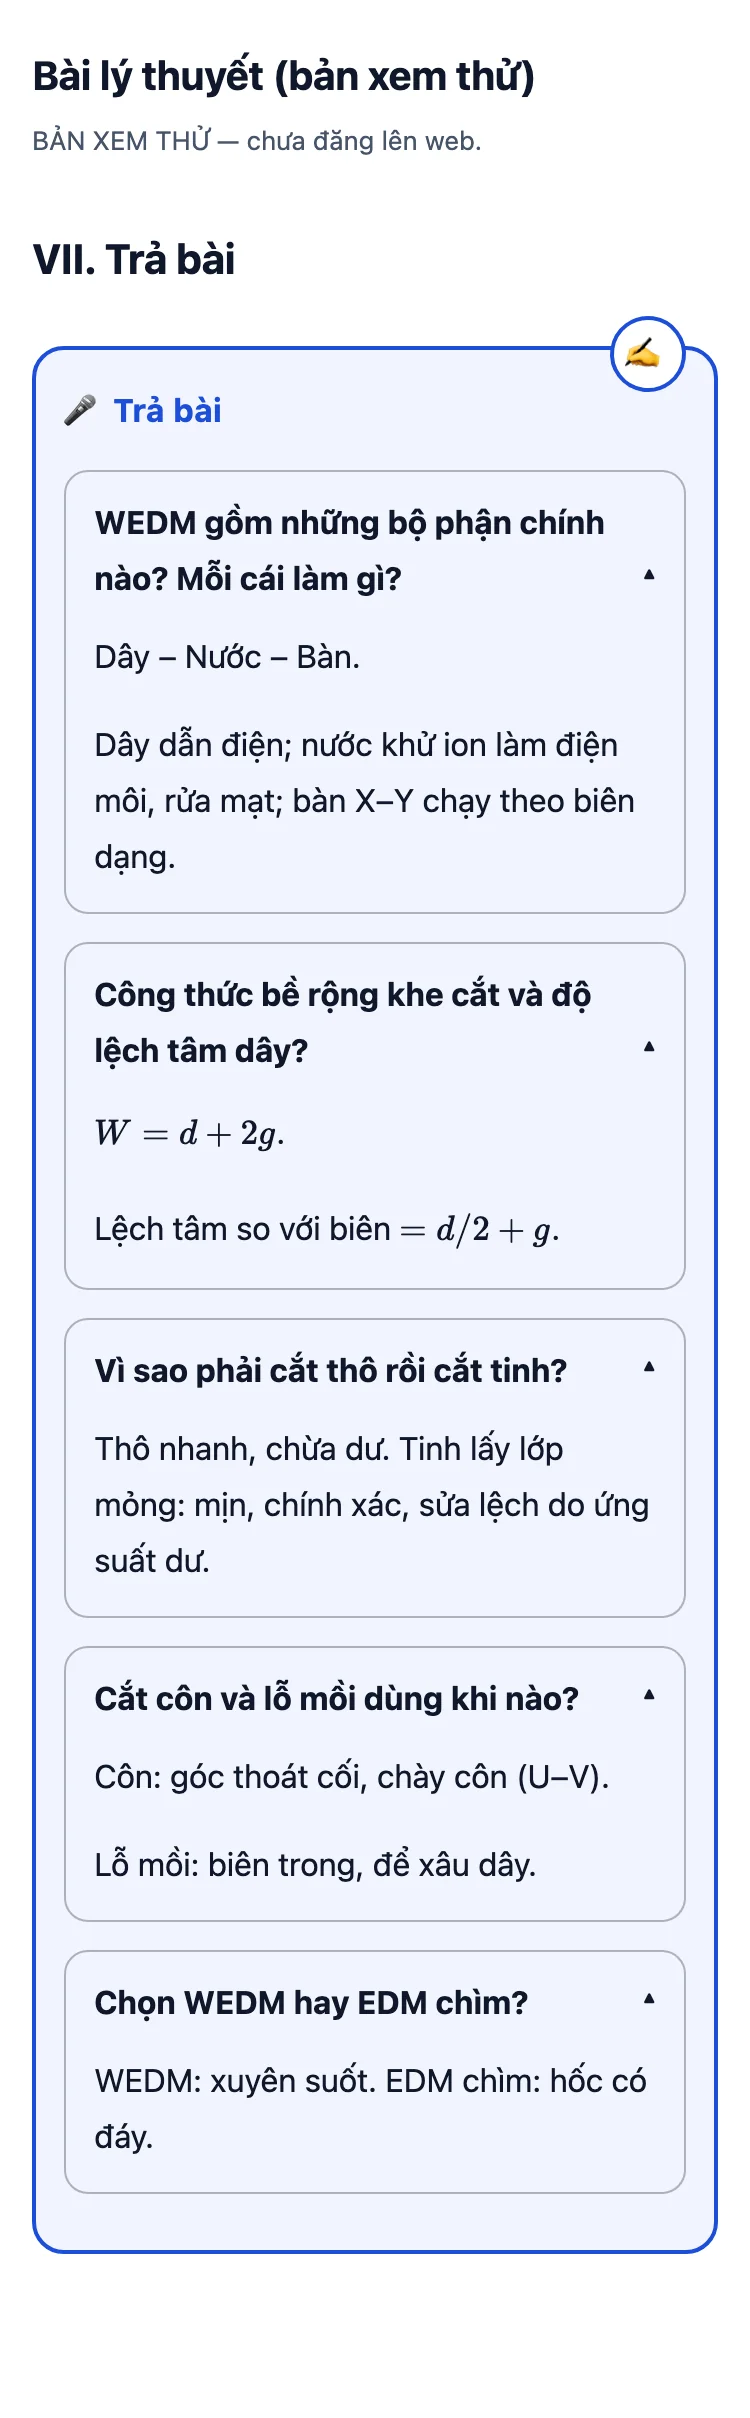 Bài lý thuyết (bản xem thử)
BẢN XEM THỬ — chưa đăng lên web.
VII. Trả bài
Trả bài
WEDM gồm những bộ phận chính
nào? Mỗi cái làm gì?
Dây – Nước – Bàn.
Dây dẫn điện; nước khử ion làm điện
môi, rửa mạt; bàn X–Y chạy theo biên
dạng.
Công thức bề rộng khe cắt và độ
lệch tâm dây?
W = d + 2g.
Lệch tâm so với biên = d/2 + g.
Vì sao phải cắt thô rồi cắt tinh?
Thô nhanh, chừa dư. Tinh lấy lớp
mỏng: mịn, chính xác, sửa lệch do ứng
suất dư.
Cắt côn và lỗ mồi dùng khi nào?
Côn: góc thoát cối, chày côn (U–V).
Lỗ mồi: biên trong, để xâu dây.
Chọn WEDM hay EDM chìm?
WEDM: xuyên suốt. EDM chìm: hốc có
đáy.